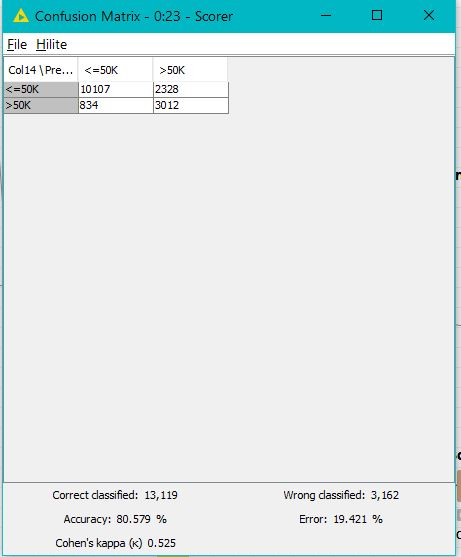 Confusion Matrix - 0:23 - Scorer
File Hilite
Col14 \ Pre... <=50K >50K
<=50K 10107 2328
>50K 834 3012
Correct classified: 13,119 Wrong classified: 3,162
Accuracy: 80.579 % Error: 19.421 %
Cohen's kappa (κ) 0.525